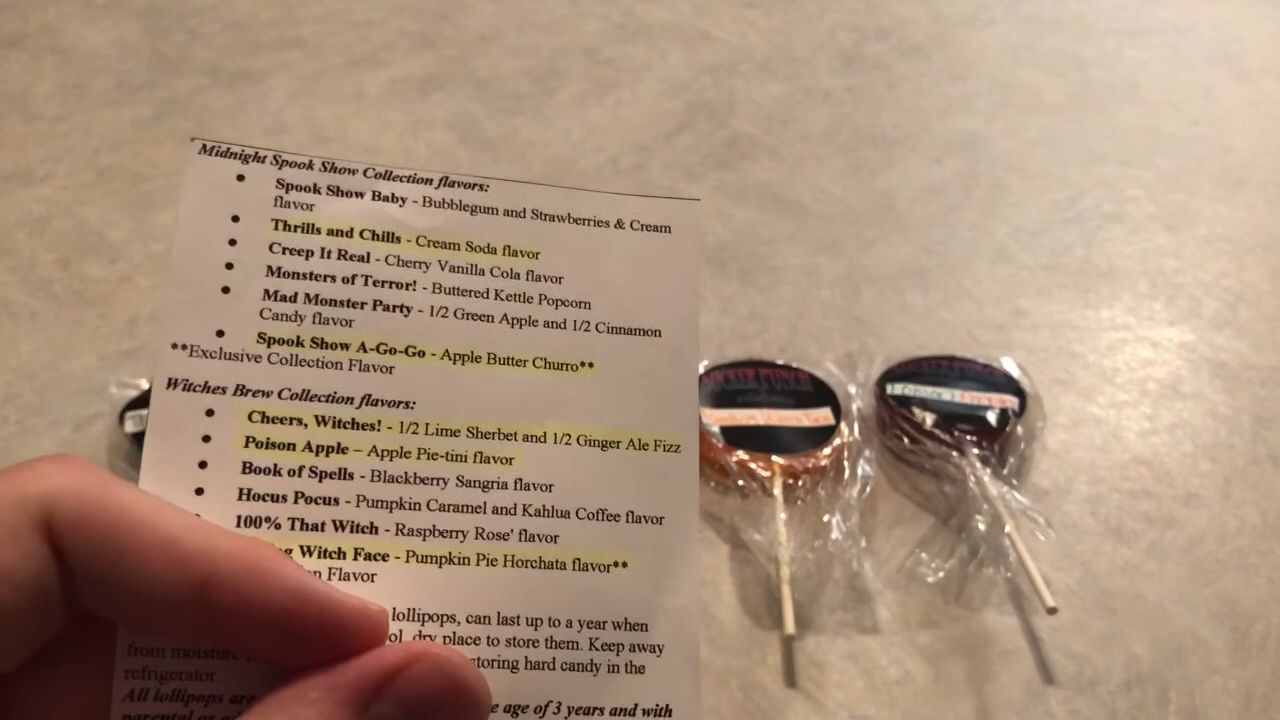 Midnight Spook Show Collection flavors:
Spook Show Baby - Bubblegum and Strawberries & Cream
flavor
Thrills and Chills - Cream Soda flavor
Creep It Real - Cherry Vanilla Cola flavor
Monsters of Terror! - Buttered Kettle Popcorn
Mad Monster Party - 1/2 Green Apple and 1/2 Cinnamon
Candy flavor
Spook Show A-Go-Go - Apple Butter Churro**
**Exclusive Collection Flavor
Witches Brew Collection flavors:
Cheers, Witches! - 1/2 Lime Sherbet and 1/2 Ginger Ale Fizz
Poison Apple – Apple Pie-tini flavor
Book of Spells - Blackberry Sangria flavor
Hocus Pocus - Pumpkin Caramel and Kahlua Coffee flavor
100% That Witch - Raspberry Rose' flavor
Witch Face - Pumpkin Pie Horchata flavor**
Flavor
lollipops, can last up to a year when
dry place to store them. Keep away
from moisture storing hard candy in the
refrigerator
All lollipops are age of 3 years and with